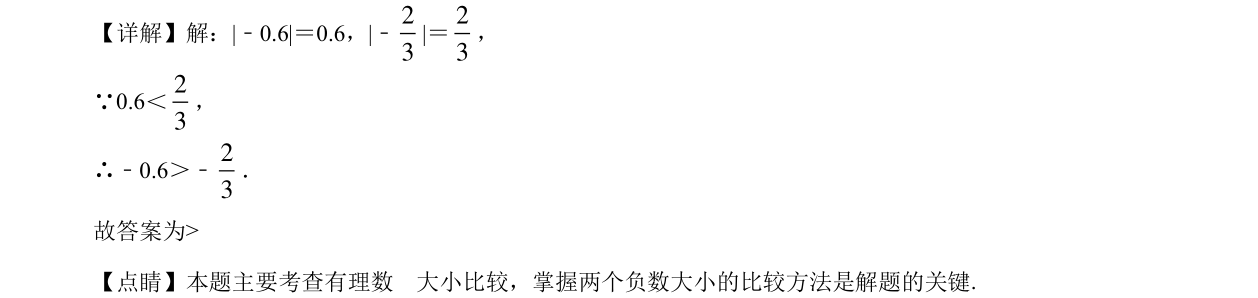 【详解】解：|﹣0.6|＝0.6，|﹣2/3|＝2/3，
∵0.6＜2/3，
∴﹣0.6＞﹣2/3．
故答案为>
【点睛】本题主要考查有理数　大小比较，掌握两个负数大小的比较方法是解题的关键.